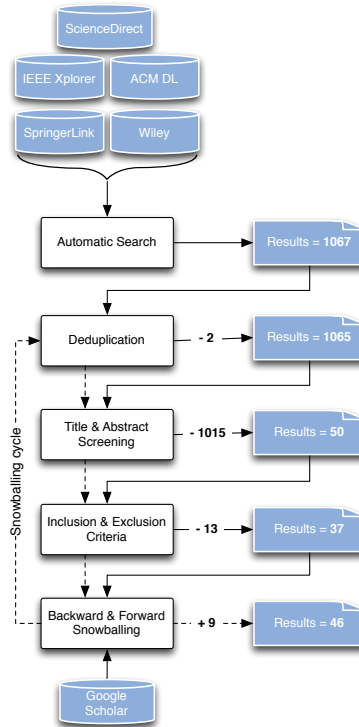 ScienceDirect
IEEE Xplorer
ACM DL
SpringerLink
Wiley
Automatic Search
Results = 1067
Deduplication
- 2
Results = 1065
Title & Abstract
Screening
- 1015
Results = 50
Snowballing cycle
Inclusion & Exclusion
Criteria
- 13
Results = 37
Backward & Forward
Snowballing
+ 9
Results = 46
Google
Scholar